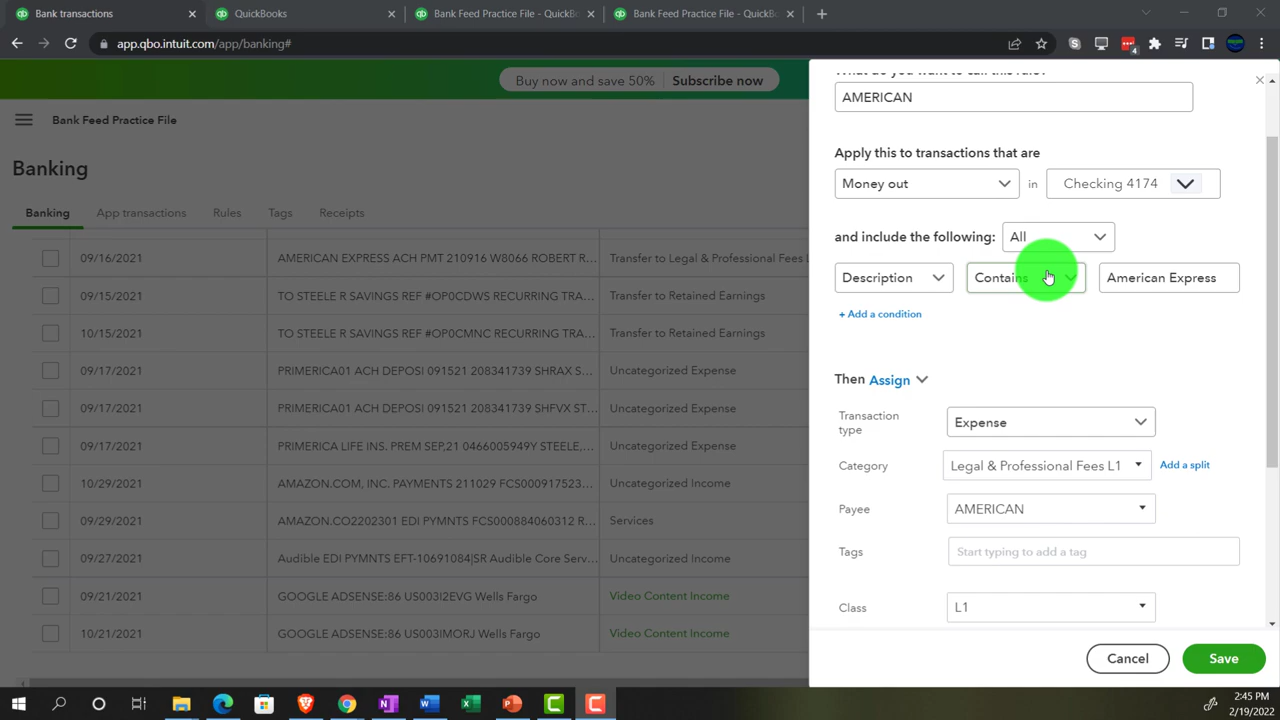 Bank transactions
QuickBooks
Bank Feed Practice File - QuickBo
Bank Feed Practice File - QuickBo
app.qbo.intuit.com/app/banking#
4
Buy now and save 50% Subscribe now
Bank Feed Practice File
Banking
Banking App transactions Rules Tags Receipts
09/16/2021 AMERICAN EXPRESS ACH PMT 210916 W8066 ROBERT R... Transfer to Legal & Professional Fees L
09/15/2021 TO STEELE R SAVINGS REF #OP0CDWS RECURRING TRA... Transfer to Retained Earnings
10/15/2021 TO STEELE R SAVINGS REF #OP0CMNC RECURRING TRA... Transfer to Retained Earnings
09/17/2021 PRIMERICA01 ACH DEPOSI 091521 208341739 SHRAX ST... Uncategorized Expense
09/17/2021 PRIMERICA01 ACH DEPOSI 091521 208341739 SHFVX ST... Uncategorized Expense
09/17/2021 PRIMERICA LIFE INS. PREM SEP,21 0466005949Y STEELE,... Uncategorized Expense
10/29/2021 AMAZON.COM, INC. PAYMENTS 211029 FCS000917523... Uncategorized Income
09/29/2021 AMAZON.CO2202301 EDI PYMNTS FCS000884060312 R... Services
09/27/2021 Audible EDI PYMNTS EFT-10691084|SR Audible Core Serv... Uncategorized Income
09/21/2021 GOOGLE ADSENSE:86 US003I2EVG Wells Fargo Video Content Income
10/21/2021 GOOGLE ADSENSE:86 US003IMORJ Wells Fargo Video Content Income
What do you want to call this rule?
AMERICAN
Apply this to transactions that are
Money out in Checking 4174
and include the following: All
Description Contains American Express
+ Add a condition
Then Assign
Transaction type Expense
Category Legal & Professional Fees L1 Add a split
Payee AMERICAN
Tags Start typing to add a tag
Class L1
Cancel Save
2:45 PM
2/19/2022